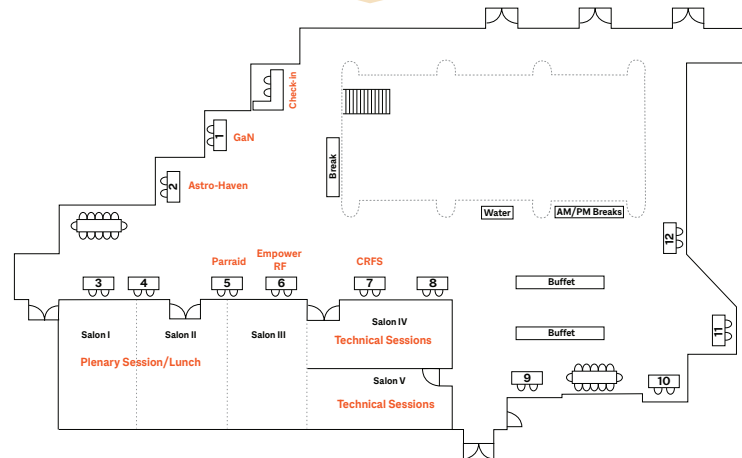 Check-in
1
GaN
Break
2
Astro-Haven
Water
AM/PM Breaks
12
Parraid
Empower
RF
CRFS
3
4
5
6
7
8
Buffet
11
Salon I
Salon II
Salon III
Salon IV
Technical Sessions
Buffet
Plenary Session/Lunch
Salon V
Technical Sessions
9
10